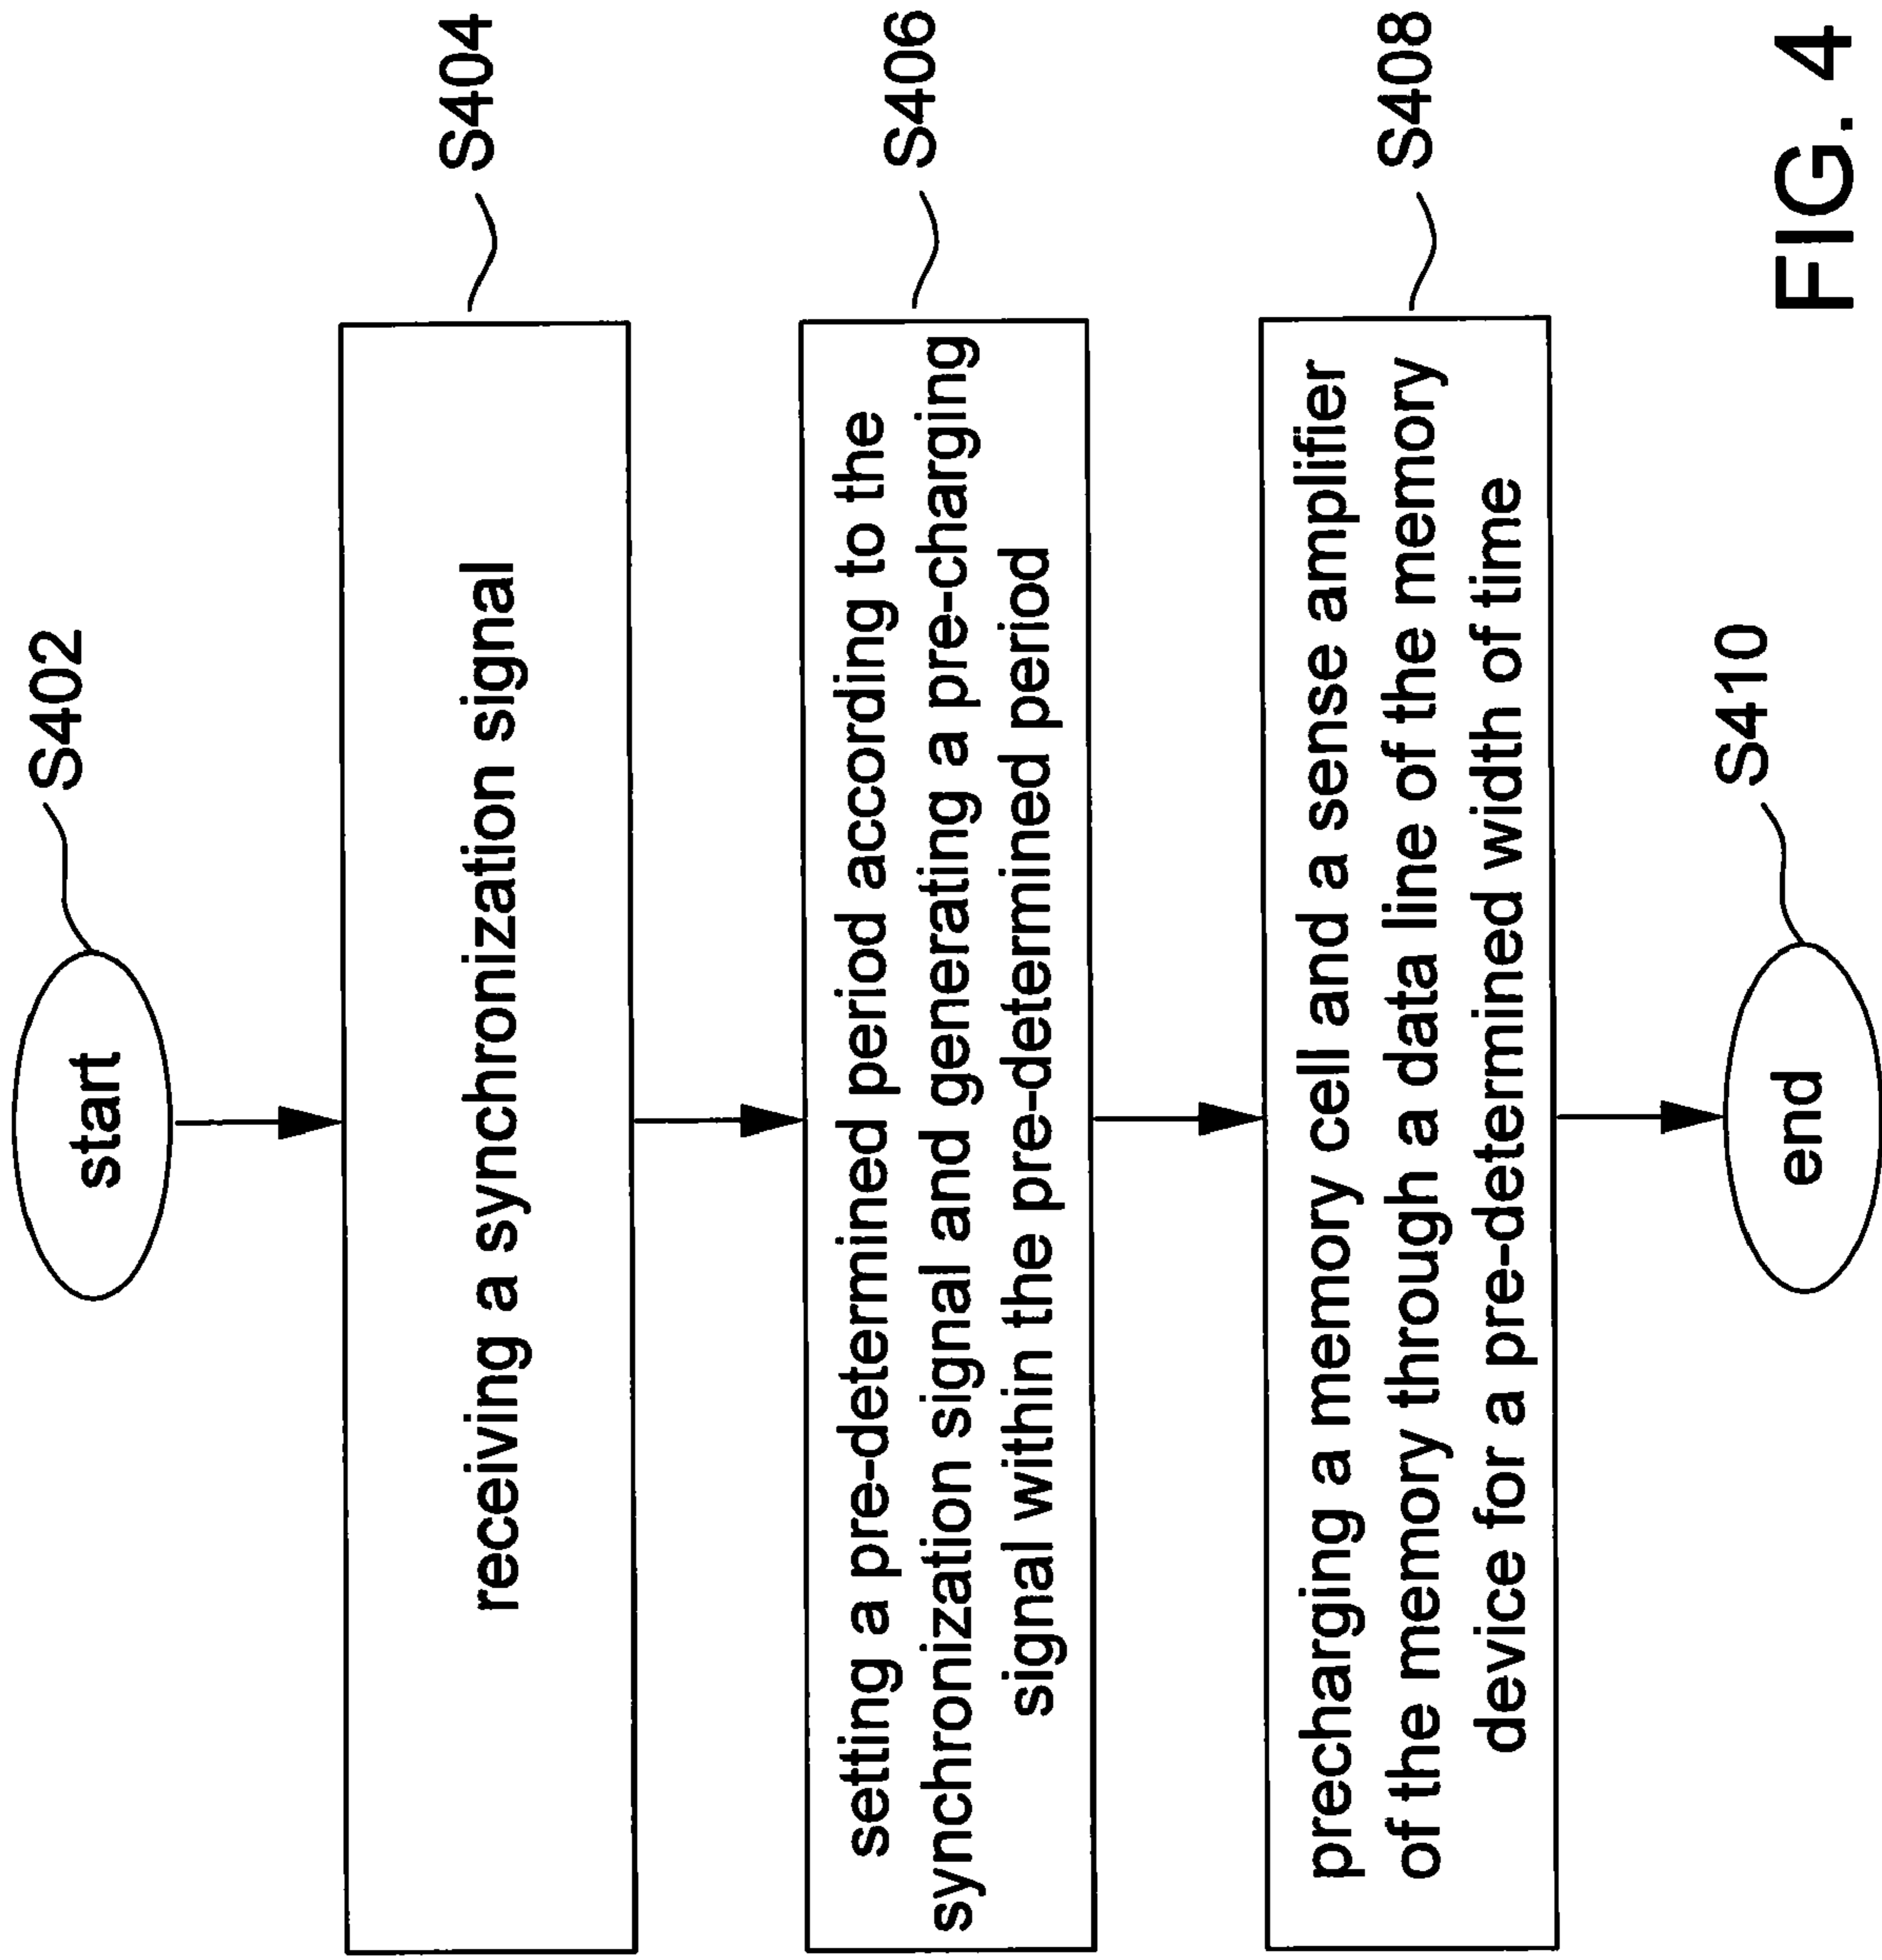 start
S402
receiving a synchronization signal
S404
setting a pre-determined period according to the
synchronization signal and generating a pre-charging
signal within the pre-determined period
S406
precharging a memory cell and a sense amplifier
of the memory through a data line of the memory
device for a pre-determined width of time
S408
end
S410
FIG. 4